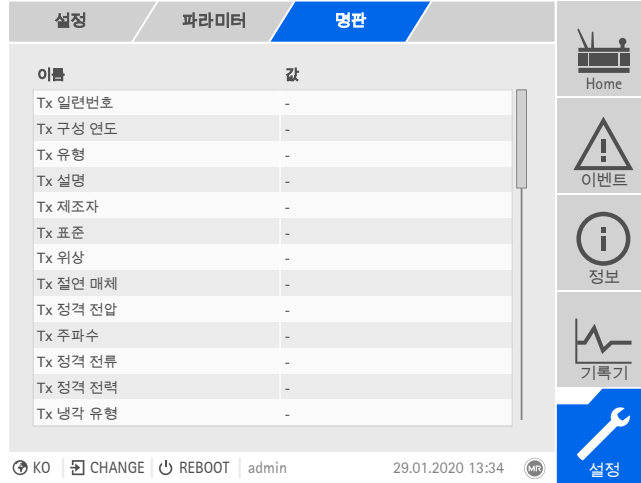 설정 파라미터 명판
이름 값
Tx 일련번호 -
Tx 구성 연도 -
Tx 유형 -
Tx 설명 -
Tx 제조자 -
Tx 표준 -
Tx 위상 -
Tx 절연 매체 -
Tx 정격 전압 -
Tx 주파수 -
Tx 정격 전류 -
Tx 정격 전력 -
Tx 냉각 유형 -
Home
이벤트
정보
기록기
설정
KO CHANGE REBOOT admin 29.01.2020 13:34 MR